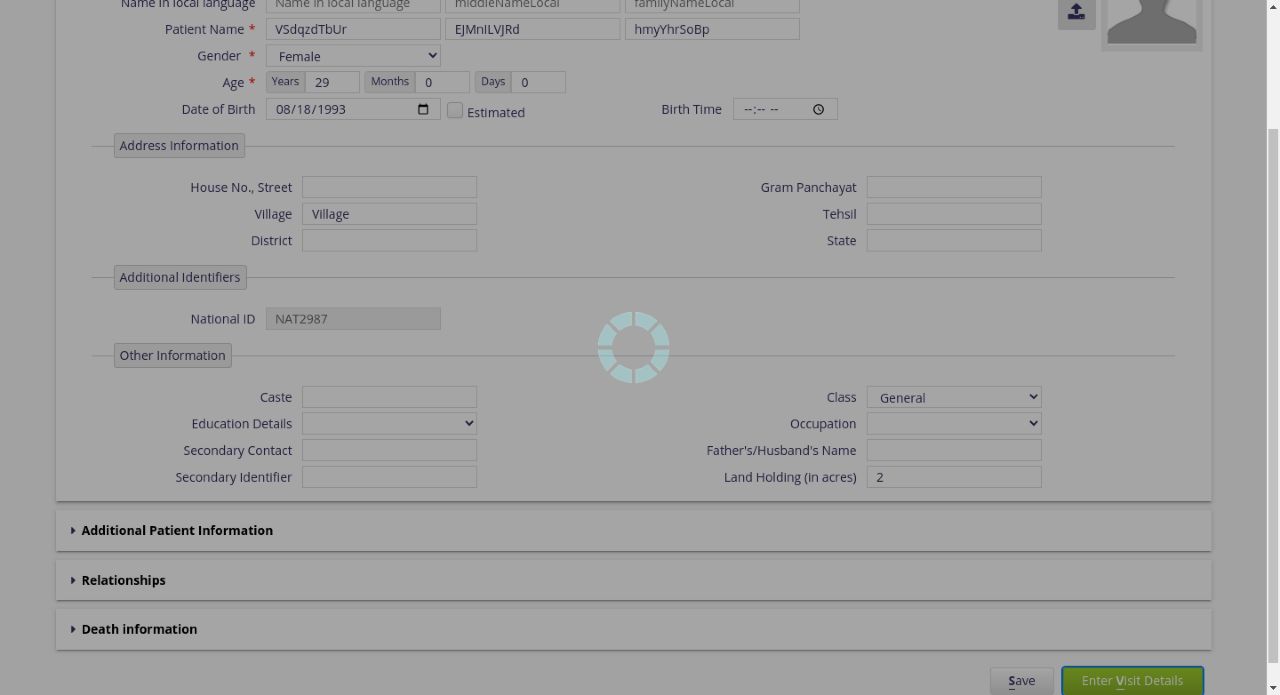 Name in local language Name in local language middleNameLocal familyNameLocal
Patient Name * VSdqzdTbUr EJMnILVJRd hmyYhrSoBp
Gender * Female
Age * Years 29 Months 0 Days 0
Date of Birth 08/18/1993 Estimated Birth Time --:-- --
Address Information
House No., Street Gram Panchayat
Village Village Tehsil
District State
Additional Identifiers
National ID NAT2987
Other Information
Caste Class General
Education Details Occupation
Secondary Contact Father's/Husband's Name
Secondary Identifier Land Holding (in acres) 2
Additional Patient Information
Relationships
Death information
Save Enter Visit Details